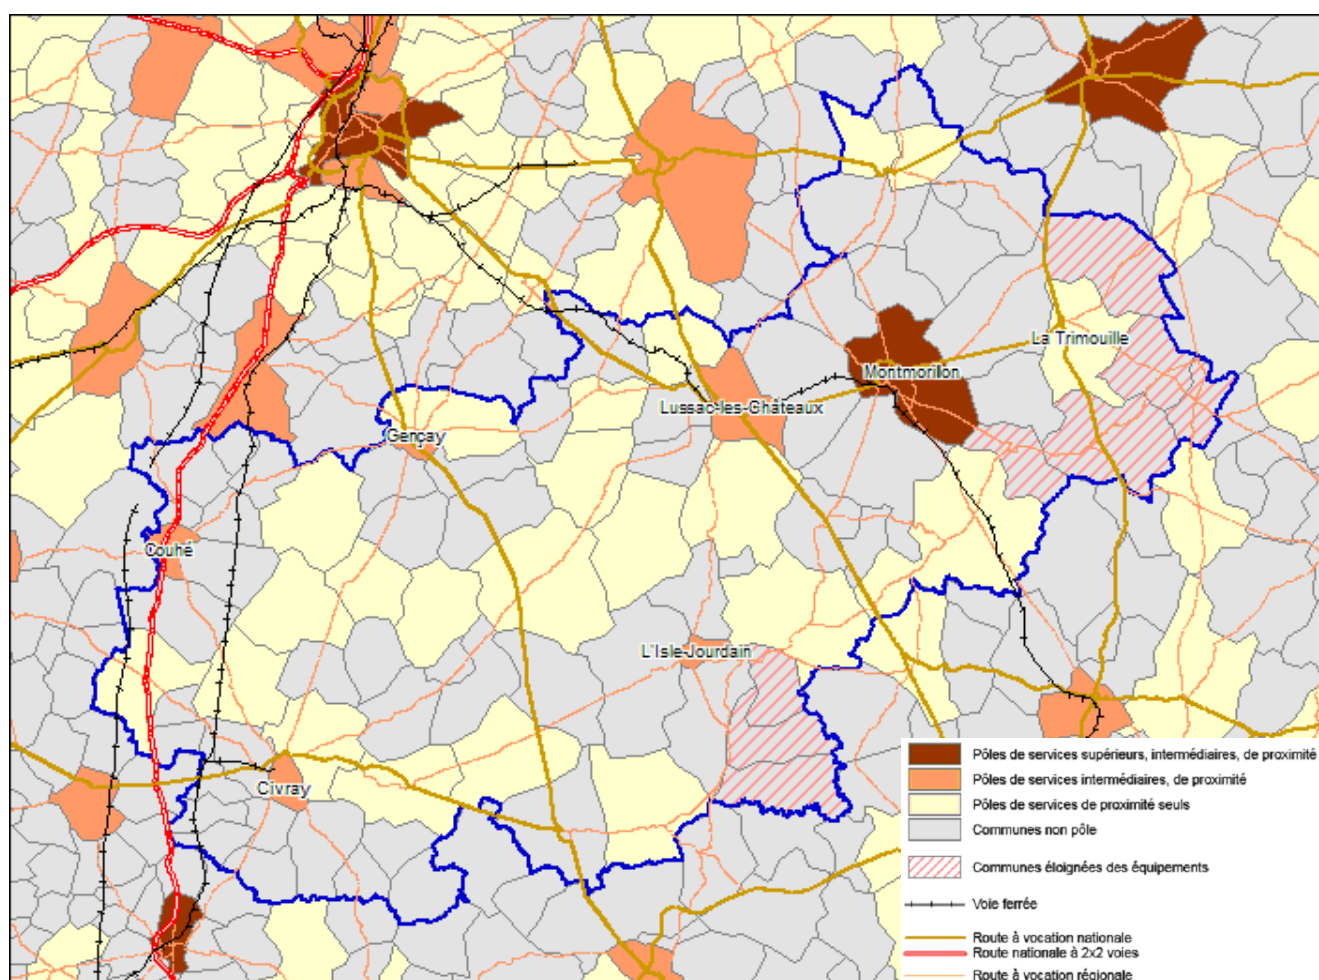 La Trimouille
Montmorillon
Lussac-les-Châteaux
Gençay
Couhé
L'Isle-Jourdain
Civray
Pôles de services supérieurs, intermédiaires, de proximité
Pôles de services intermédiaires, de proximité
Pôles de services de proximité seuls
Communes non pôle
Communes éloignées des équipements
Voie ferrée
Route à vocation nationale
Route nationale à 2x2 voies
Route à vocation régionale